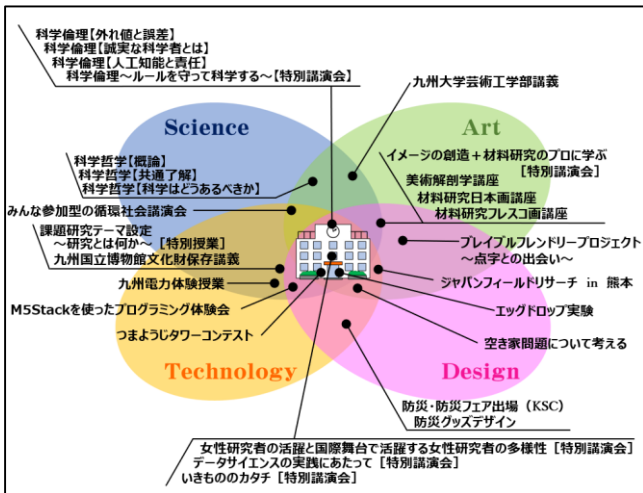 科学倫理【外れ値と誤差】
科学倫理【誠実な科学者とは】
科学倫理【人工知能と責任】
科学倫理～ルールを守って科学する～【特別講演会】
九州大学芸術工学部講義
Science
Art
イメージの創造＋材料研究のプロに学ぶ
［特別講演会］
科学哲学【概論】
科学哲学【共通了解】
科学哲学【科学はどうあるべきか】
美術解剖学講座
材料研究日本画講座
材料研究フレスコ画講座
みんな参加型の循環社会講演会
課題研究テーマ設定
～研究とは何か～［特別授業］
九州国立博物館文化財保存講義
ブレイブルフレンドリープロジェクト
～点字との出会い～
九州電力体験授業
ジャパンフィールドリサーチ in 熊本
M5Stackを使ったプログラミング体験会
エッグドロップ実験
つまようじタワーコンテスト
空き家問題について考える
Technology
Design
防災・防災フェア出場（KSC）
防災グッズデザイン
女性研究者の活躍と国際舞台で活躍する女性研究者の多様性［特別講演会］
データサイエンスの実践にあたって［特別講演会］
いきもののカタチ［特別講演会］